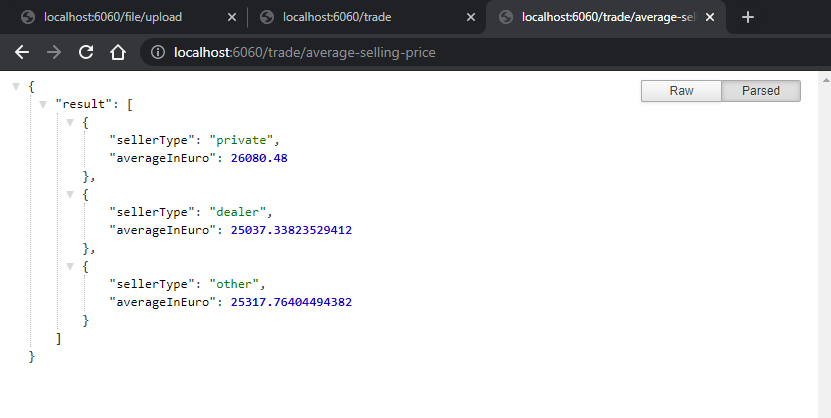 localhost:6060/file/upload
localhost:6060/trade
localhost:6060/trade/average-sel
localhost:6060/trade/average-selling-price
Raw
Parsed
{
"result": [
{
"sellerType": "private",
"averageInEuro": 26080.48
},
{
"sellerType": "dealer",
"averageInEuro": 25037.33823529412
},
{
"sellerType": "other",
"averageInEuro": 25317.76404494382
}
]
}